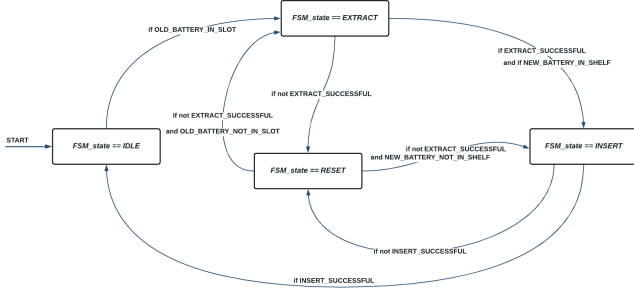 FSM_state == EXTRACT
if OLD_BATTERY_IN_SLOT
if EXTRACT_SUCCESSFUL
and if NEW_BATTERY_IN_SHELF
if not EXTRACT_SUCCESSFUL
if not EXTRACT_SUCCESSFUL
and OLD_BATTERY_NOT_IN_SLOT
START
FSM_state == IDLE
if not EXTRACT_SUCCESSFUL
and NEW_BATTERY_NOT_IN_SHELF
FSM_state == INSERT
FSM_state == RESET
if not INSERT_SUCCESSFUL
if INSERT_SUCCESSFUL